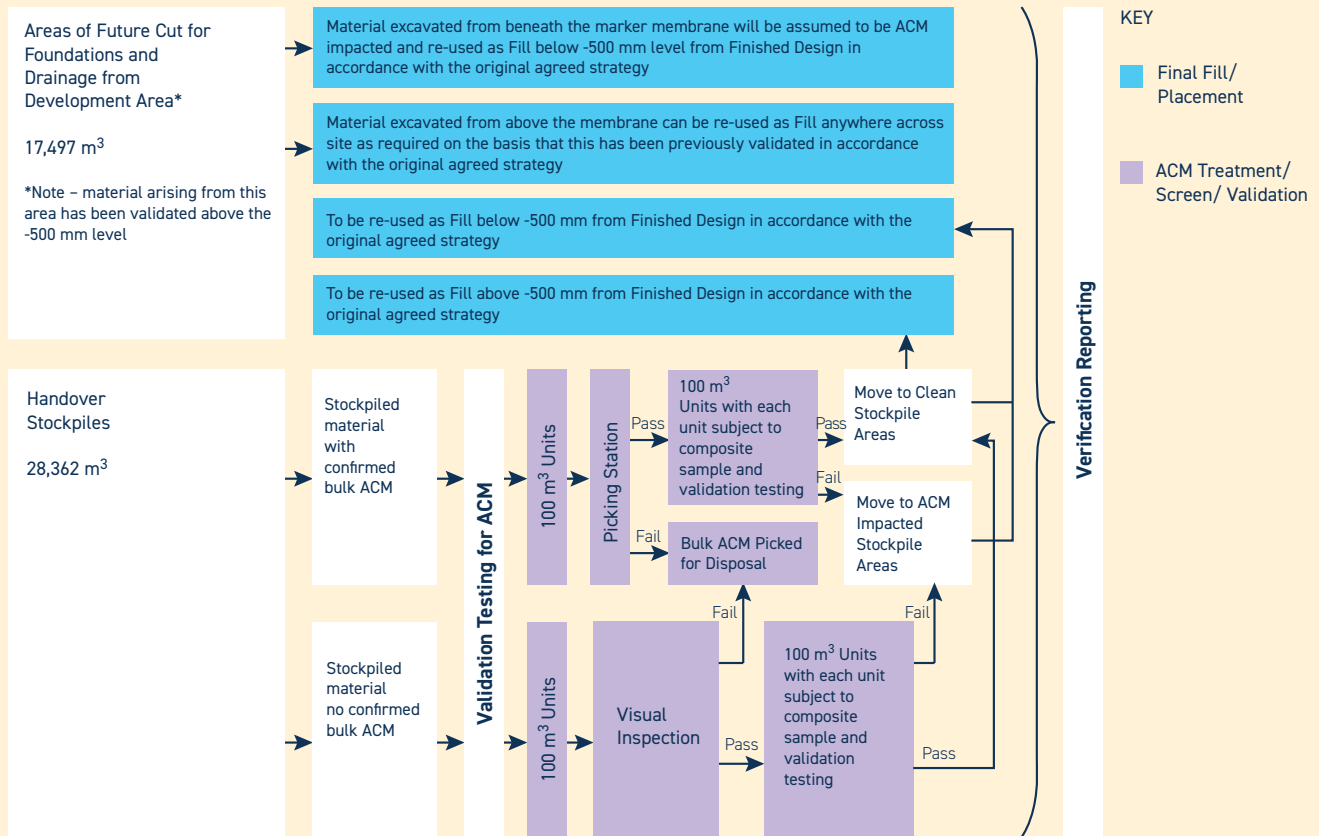 Areas of Future Cut for
Foundations and
Drainage from
Development Area*
17,497 m³
*Note – material arising from this
area has been validated above the
-500 mm level
Material excavated from beneath the marker membrane will be assumed to be ACM
impacted and re-used as Fill below -500 mm level from Finished Design in
accordance with the original agreed strategy
Material excavated from above the membrane can be re-used as Fill anywhere across
site as required on the basis that this has been previously validated in accordance
with the original agreed strategy
To be re-used as Fill below -500 mm from Finished Design in accordance with the
original agreed strategy
To be re-used as Fill above -500 mm from Finished Design in accordance with the
original agreed strategy
Handover
Stockpiles
28,362 m³
Stockpiled
material
with
confirmed
bulk ACM
Stockpiled
material
no confirmed
bulk ACM
Validation Testing for ACM
100 m³ Units
Picking Station
Pass
Fail
100 m³
Units with each
unit subject to
composite
sample and
validation testing
Bulk ACM Picked
for Disposal
Pass
Fail
Move to Clean
Stockpile
Areas
Move to ACM
Impacted
Stockpile
Areas
100 m³ Units
Visual
Inspection
Fail
Pass
100 m³ Units
with each unit
subject to
composite
sample and
validation
testing
Fail
Pass
Verification Reporting
KEY
Final Fill/
Placement
ACM Treatment/
Screen/ Validation